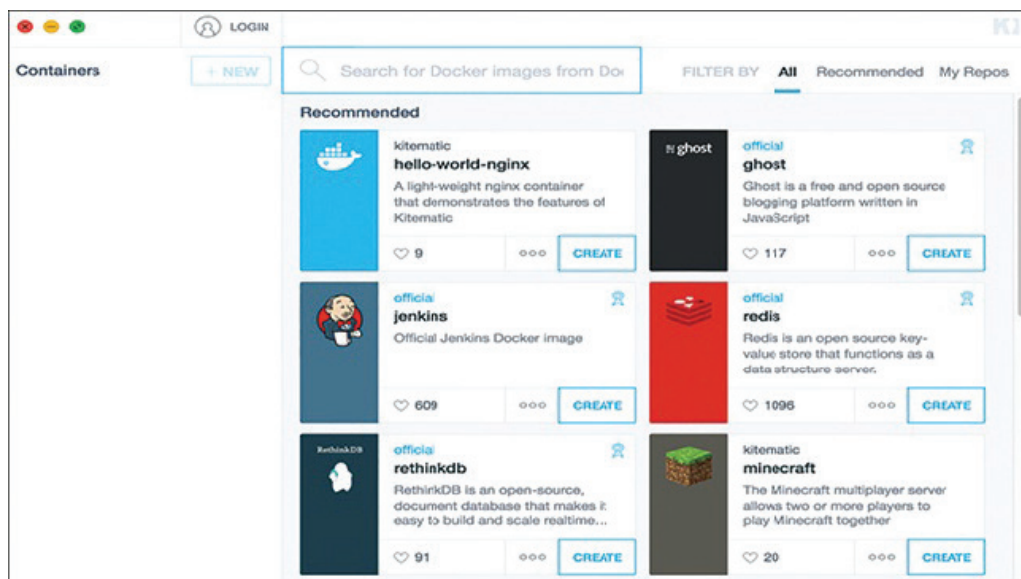 LOGIN
Containers
+ NEW
Search for Docker images from Do
FILTER BY All Recommended My Repos
Recommended
kitematic
hello-world-nginx
A light-weight nginx container
that demonstrates the features of
Kitematic
9
CREATE
ghost
official
ghost
Ghost is a free and open source
blogging platform written in
JavaScript
117
CREATE
official
jenkins
Official Jenkins Docker image
609
CREATE
official
redis
Redis is an open source key-
value store that functions as a
data structure server.
1096
CREATE
RethinkDB
official
rethinkdb
RethinkDB is an open-source,
document database that makes it
easy to build and scale realtime...
91
CREATE
kitematic
minecraft
The Minecraft multiplayer server
allows two or more players to
play Minecraft together
20
CREATE